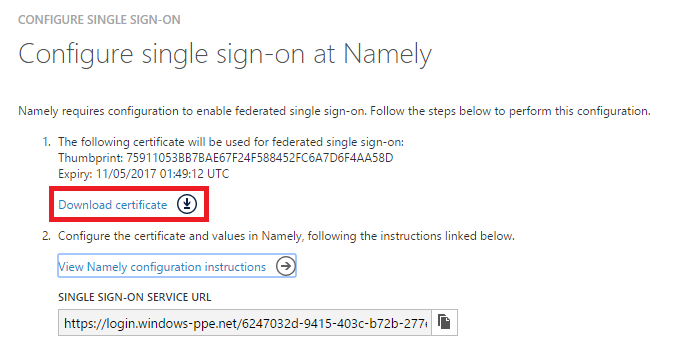 CONFIGURE SINGLE SIGN-ON
Configure single sign-on at Namely
Namely requires configuration to enable federated single sign-on. Follow the steps below to perform this configuration.
1. The following certificate will be used for federated single sign-on:
Thumbprint: 75911053BB7BAE67F24F588452FC6A7D6F4AA58D
Expiry: 11/05/2017 01:49:12 UTC
Download certificate
2. Configure the certificate and values in Namely, following the instructions linked below.
View Namely configuration instructions
SINGLE SIGN-ON SERVICE URL
https://login.windows-ppe.net/6247032d-9415-403c-b72b-277e